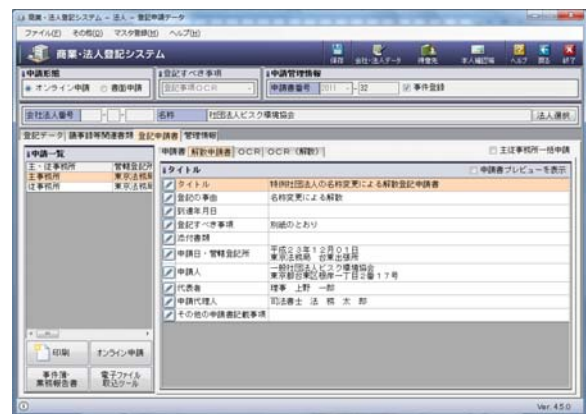 商業・法人登記システム - 法人 - 登記申請データ
ファイル(F) その他(O) マスタ登録(M) ヘルプ(H)
商業・法人登記システム
保存 会社・法人データ 待受先 本人確認等 ヘルプ 戻る 終了
申請形態 登記すべき事項 申請管理情報
オンライン申請 書面申請 登記事項OCR 申請書番号 2011 - - 32 事件登録
会社法人番号 - - 名称 社団法人ビスク環境協会 法人選択
登記データ 議事録等関連書類 登記申請書 管理情報
申請一覧 申請書 解散申請書 OCR OCR(解散) 主従事務所一括申請
主・従事務所 管轄登記所
主事務所 東京法務局
従事務所 東京法務局
タイトル 申請書プレビューを表示
タイトル 特例社団法人の名称変更による解散登記申請書
登記の事由 名称変更による解散
到達年月日
登記すべき事項 別紙のとおり
添付書類
申請日・管轄登記所 平成23年12月01日
東京法務局 台東出張所
申請人 一般社団法人ビスク環境協会
東京都台東区根岸一丁目2番17号
代表者 理事 上野 一郎
申請代理人 司法書士 法 務 太 郎
その他の申請書記載事項
印刷 オンライン申請
事件簿・業務報告書 電子ファイル取込ツール
Ver.4.5.0